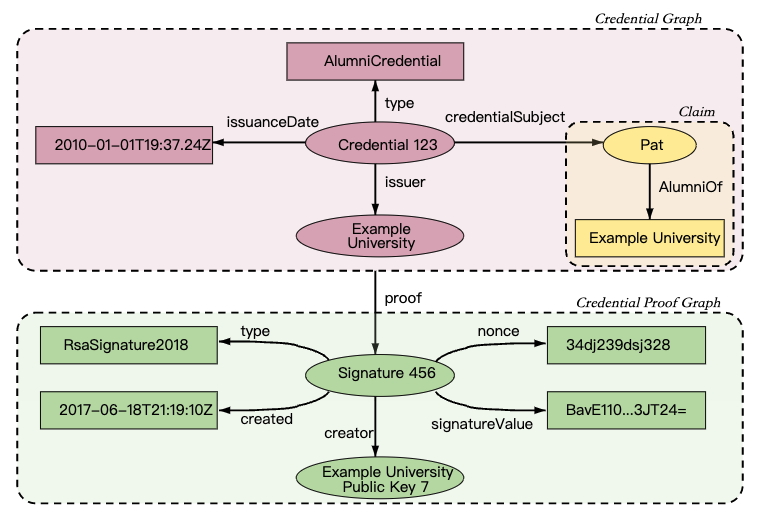 Credential Graph
AlumniCredential
type
issuanceDate
credentialSubject
Claim
2010-01-01T19:37.24Z
Credential 123
Pat
issuer
AlumniOf
Example
University
Example University
proof
Credential Proof Graph
type
nonce
RsaSignature2018
34dj239dsj328
Signature 456
2017-06-18T21:19:10Z
BavE110...3JT24=
created
signatureValue
creator
Example University
Public Key 7